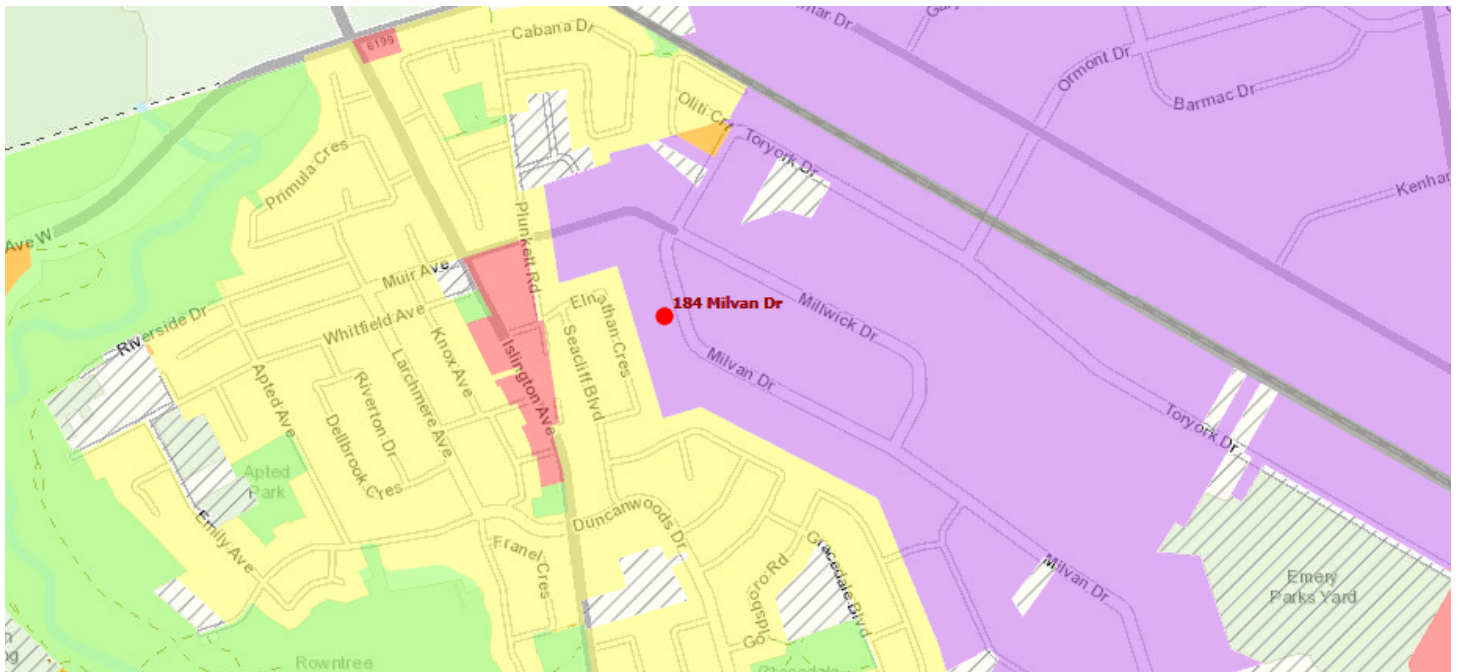 6199
Cabana Dr
Ormont Dr
Barmac Dr
Oliti Cre
Toryork Dr
Primula Cres
Kenhar
Ave W
Plunkett Rd
Muir Ave
184 Milvan Dr
Millwick Dr
Elnathan Cres
Riverside Dr
Whitfield Ave
Knox Ave
Islington Ave
Seacliff Blvd
Milvan Dr
Larchmere Ave
Apted Ave
Riverton Dr
Dellbrook Cres
Toryork Dr
Apted
Park
Emily Ave
Duncanwoods Dr
Franel Cres
Gracedale Blvd
Milvan Dr
Emery
Parks Yard
Rowntree